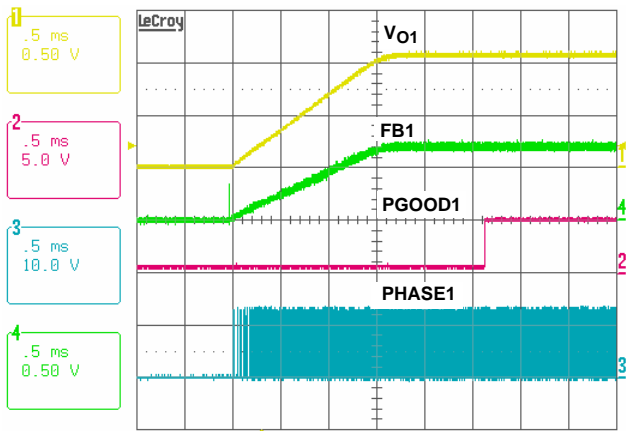 1
.5 ms
0.50 V
2
.5 ms
5.0 V
3
.5 ms
10.0 V
4
.5 ms
0.50 V
LeCroy
VO1
FB1
PGOOD1
PHASE1
1
4
2
3